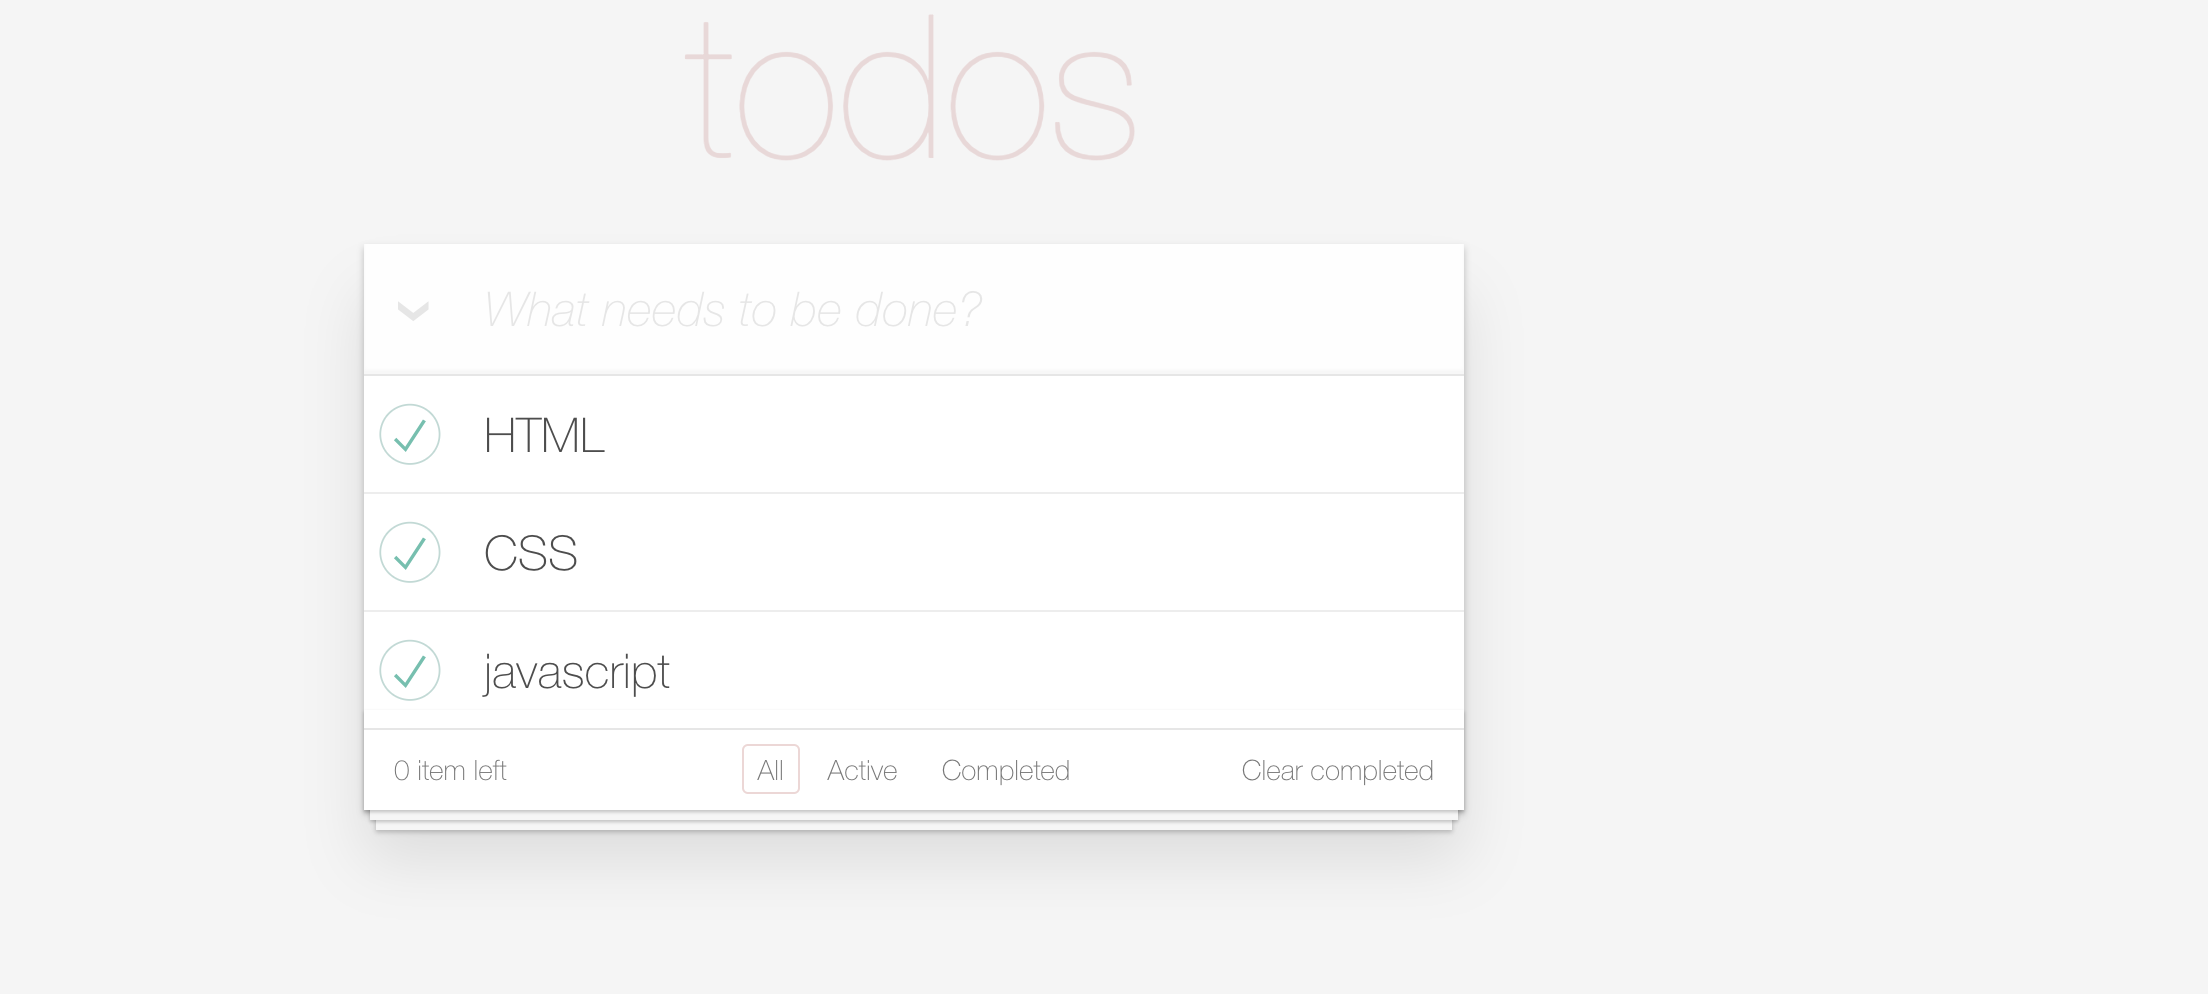 todos
What needs to be done?
HTML
CSS
javascript
0 item left All Active Completed Clear completed